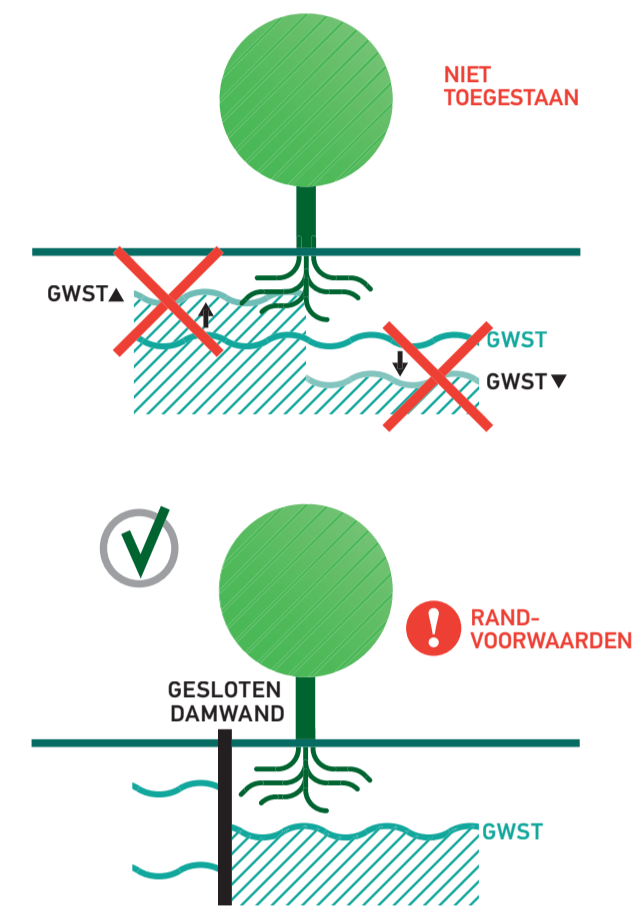 NIET
TOEGESTAAN
GWST▲
GWST
GWST▼
RAND-
VOORWAARDEN
GESLOTEN
DAMWAND
GWST